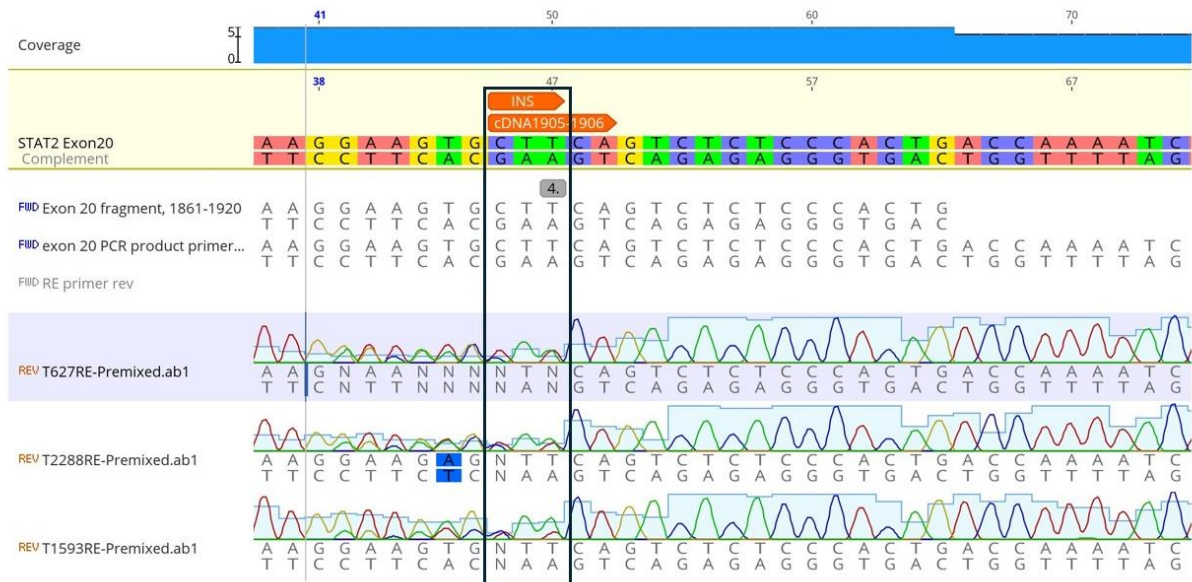 41 50 60 70
Coverage 5 0
38 47 57 67
INS
cDNA1905-1906
STAT2 Exon20 A A G G A A G T G C T T C A G T C T C T C C C A C T G A C C A A A A T C
Complement T T C C T T C A C G A A G T C A G A G A G G G T G A C T G G T T T T A G
4.
FWD Exon 20 fragment, 1861-1920 A A G G A A G T G C T T C A G T C T C T C C C A C T G
T T C C T T C A C G A A G T C A G A G A G G G T G A C
FWD exon 20 PCR product primer... A A G G A A G T G C T T C A G T C T C T C C C A C T G A C C A A A A T C
T T C C T T C A C G A A G T C A G A G A G G G T G A C T G G T T T T A G
FWD RE primer rev
REV T627RE-Premixed.ab1 A A G N A A N N N N T N C A G T C T C T C C C A C T G A C C A A A A T C
T T C N T T N N N N A N G T C A G A G A G G G T G A C T G G T T T T A G
REV T2288RE-Premixed.ab1 A A G G A A G A G N T T C A G T C T C T C C C A C T G A C C A A A A T C
T T C C T T C T C N A A G T C A G A G A G G G T G A C T G G T T T T A G
REV T1593RE-Premixed.ab1 A A G G A A G T G N T T C A G T C T C T C C C A C T G A C C A A A A T C
T T C C T T C A C N A A G T C A G A G A G G G T G A C T G G T T T T A G